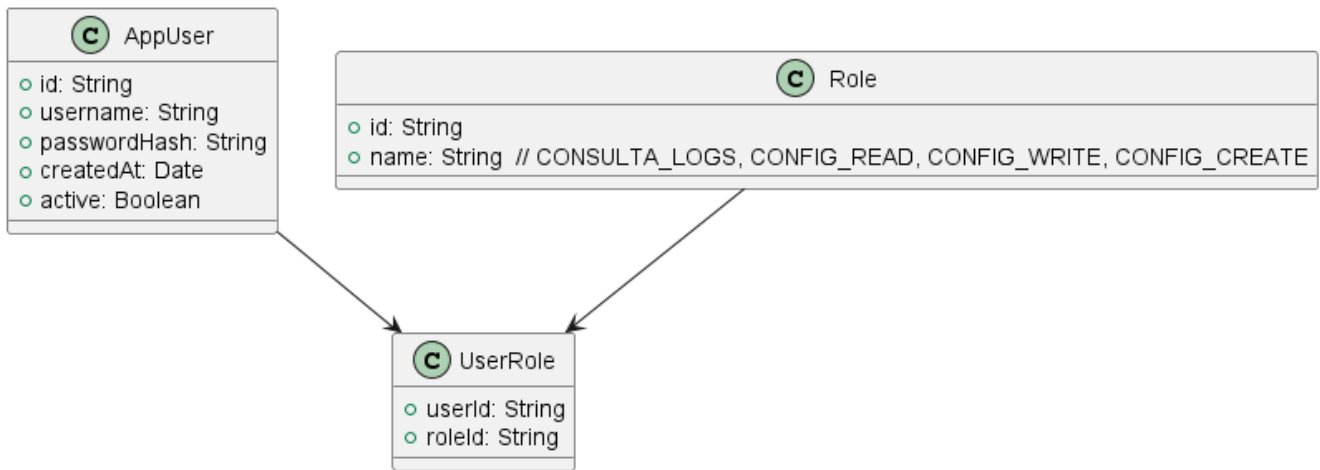 C AppUser
id: String
username: String
passwordHash: String
createdAt: Date
active: Boolean
C Role
id: String
name: String // CONSULTA_LOGS, CONFIG_READ, CONFIG_WRITE, CONFIG_CREATE
C UserRole
userId: String
roleId: String